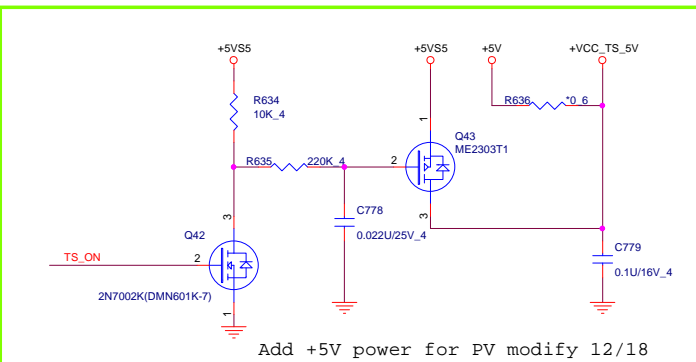 +5VS5
+5VS5
+5V
+VCC_TS_5V
R634
10K_4
R636
*0_6
1
Q43
ME2303T1
R635
220K_4
2
3
C778
0.022U/25V_4
3
Q42
TS_ON
2
C779
0.1U/16V_4
2N7002K(DMN601K-7)
1
Add +5V power for PV modify 12/18